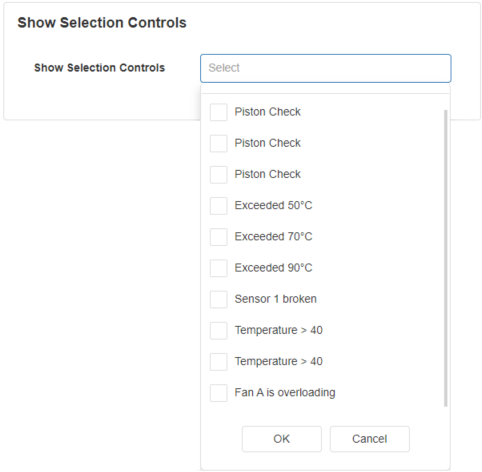 Show Selection Controls
Show Selection Controls
Select
Piston Check
Piston Check
Piston Check
Exceeded 50°C
Exceeded 70°C
Exceeded 90°C
Sensor 1 broken
Temperature > 40
Temperature > 40
Fan A is overloading
OK Cancel